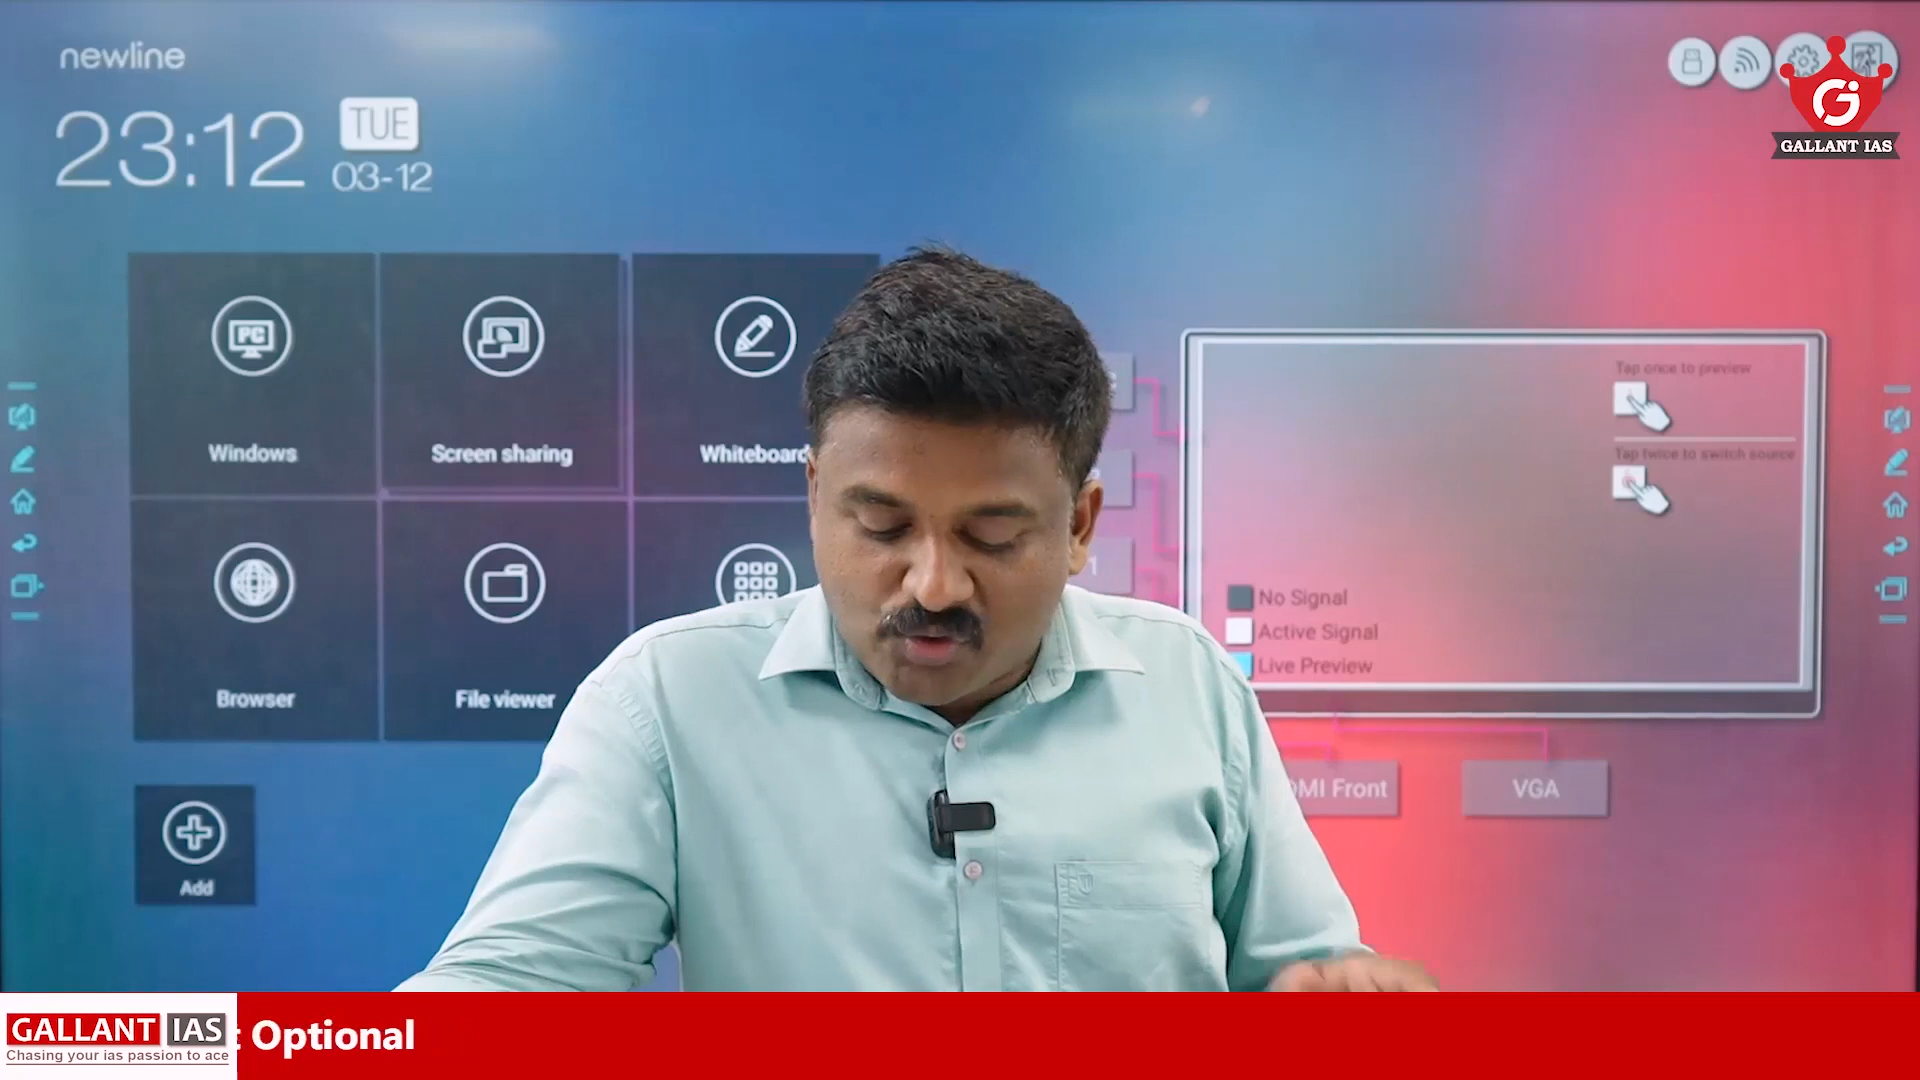 newline
23:12
TUE
03-12
GALLANT IAS
PC
Windows
Screen sharing
Whiteboard
Browser
File viewer
Add
Tap once to preview
Tap twice to switch source
No Signal
Active Signal
Live Preview
DMI Front
VGA
GALLANT IAS
Chasing your ias passion to ace
t Optional